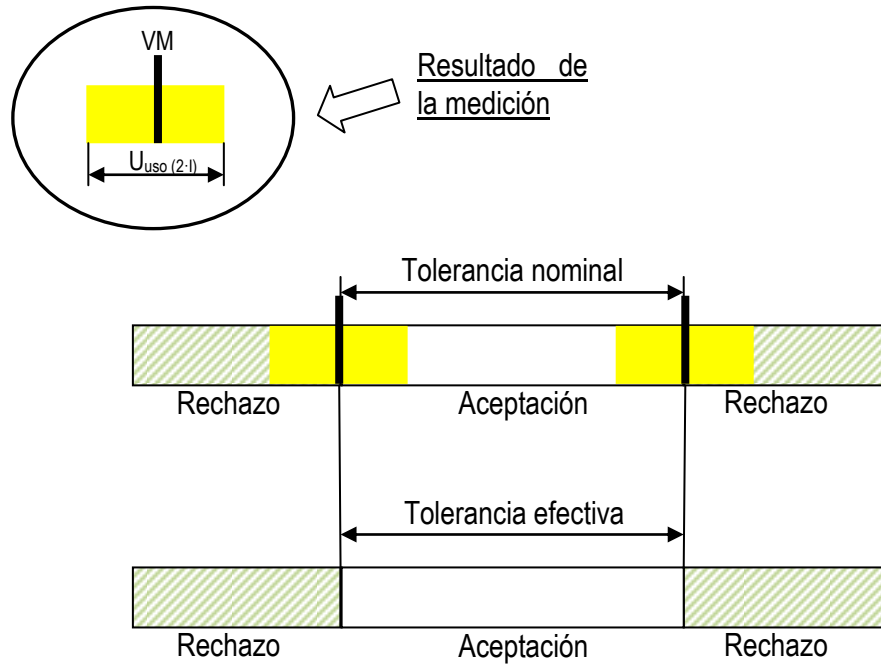 VM
Resultado de
la medición
Uuso (2·I)
Tolerancia nominal
Rechazo Aceptación Rechazo
Tolerancia efectiva
Rechazo Aceptación Rechazo